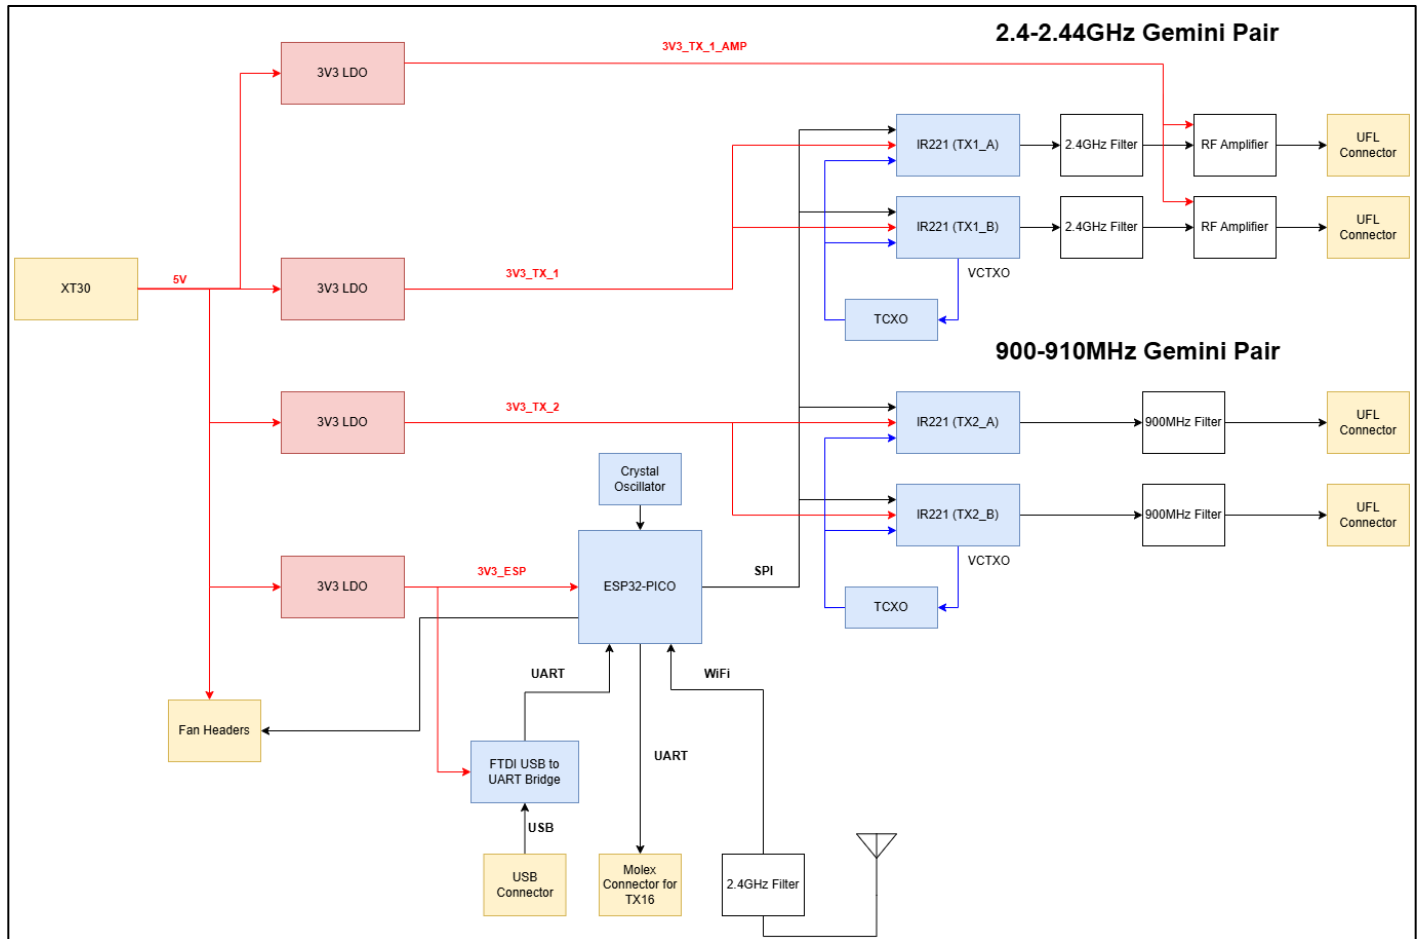 2.4-2.44GHz Gemini Pair
3V3_TX_1_AMP
3V3 LDO
IR221 (TX1_A)
2.4GHz Filter
RF Amplifier
UFL
Connector
IR221 (TX1_B)
2.4GHz Filter
RF Amplifier
UFL
Connector
XT30
5V
3V3 LDO
3V3_TX_1
VCTXO
TCXO
900-910MHz Gemini Pair
3V3 LDO
3V3_TX_2
IR221 (TX2_A)
900MHz Filter
UFL
Connector
Crystal
Oscillator
IR221 (TX2_B)
900MHz Filter
UFL
Connector
VCTXO
3V3 LDO
3V3_ESP
ESP32-PICO
SPI
TCXO
UART
WiFi
Fan Headers
FTDI USB to
UART Bridge
UART
USB
USB
Connector
Molex
Connector for
TX16
2.4GHz Filter